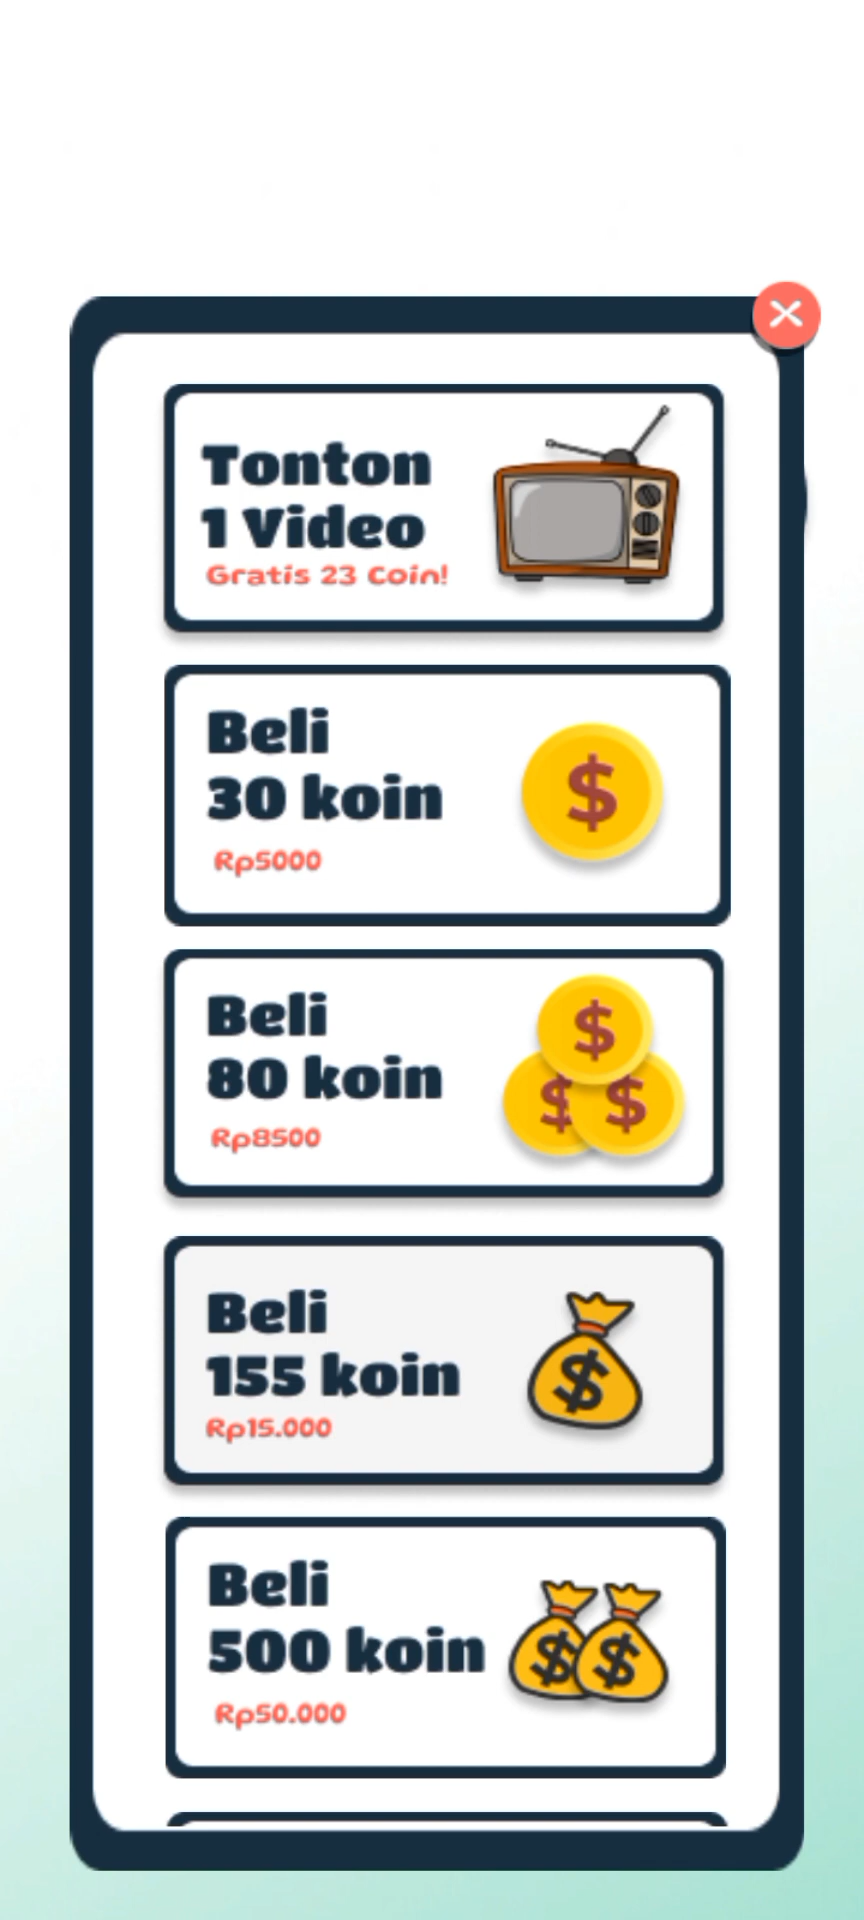 Tonton
1 Video
Gratis 23 Coin!
Beli
30 koin
Rp5000
$
Beli
80 koin
Rp8500
$
$ $
Beli
155 koin
Rp15.000
$
Beli
500 koin
Rp50.000
$ $